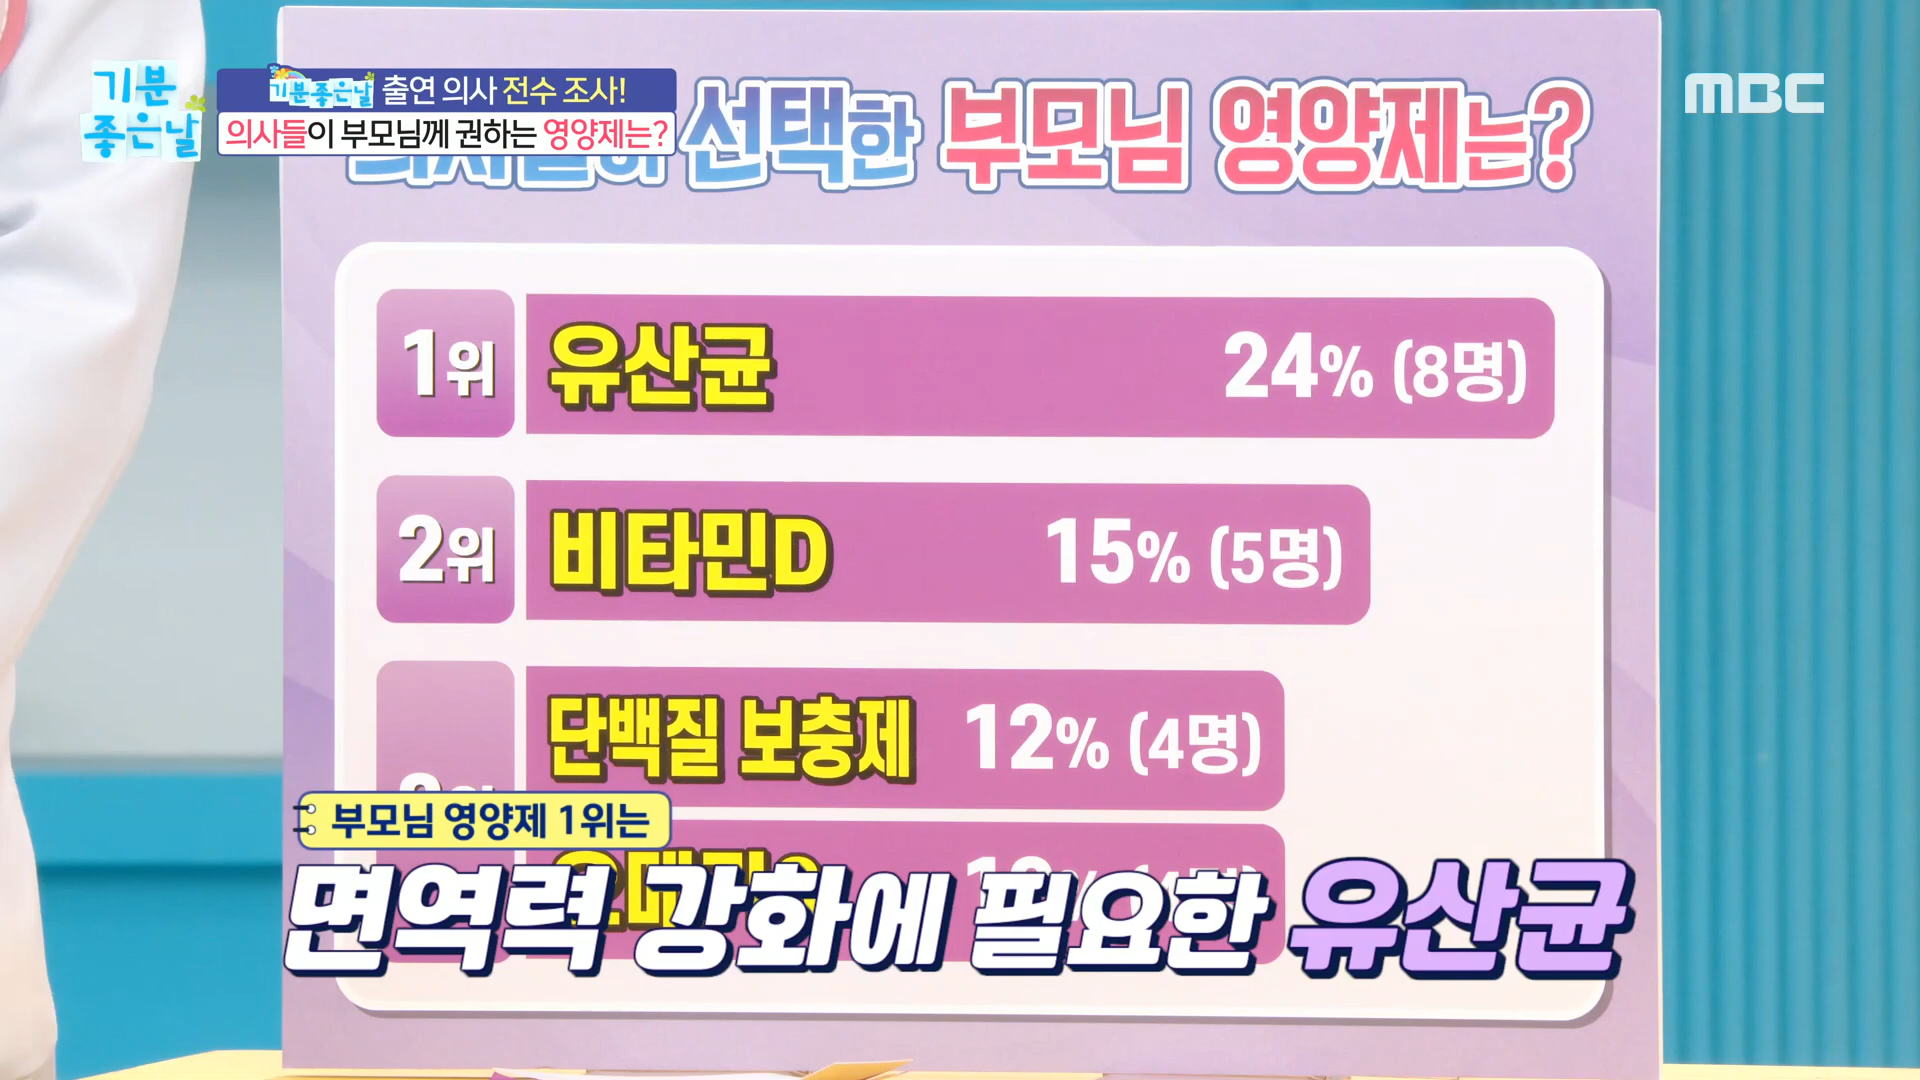 기분
좋은날
기분좋은날 출연 의사 전수 조사!
의사들이 부모님께 권하는 영양제는?
MBC
선택한 부모님 영양제는?
1위 유산균 24% (8명)
2위 비타민D 15% (5명)
단백질 보충제 12% (4명)
부모님 영양제 1위는
면역력 강화에 필요한 유산균